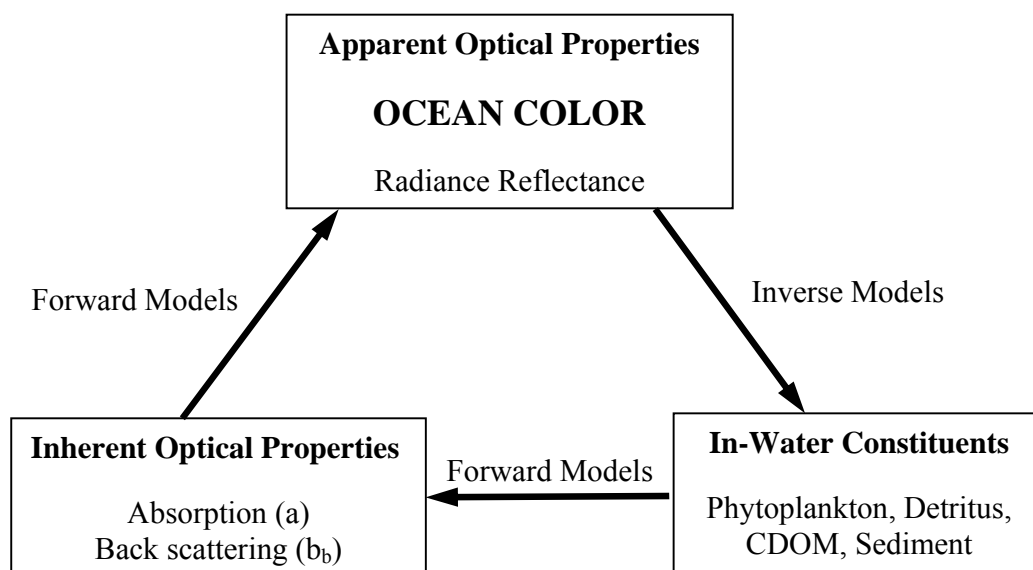 Apparent Optical Properties
OCEAN COLOR
Radiance Reflectance
Forward Models
Inverse Models
Inherent Optical Properties
Absorption (a)
Back scattering (b_b)
Forward Models
In-Water Constituents
Phytoplankton, Detritus,
CDOM, Sediment